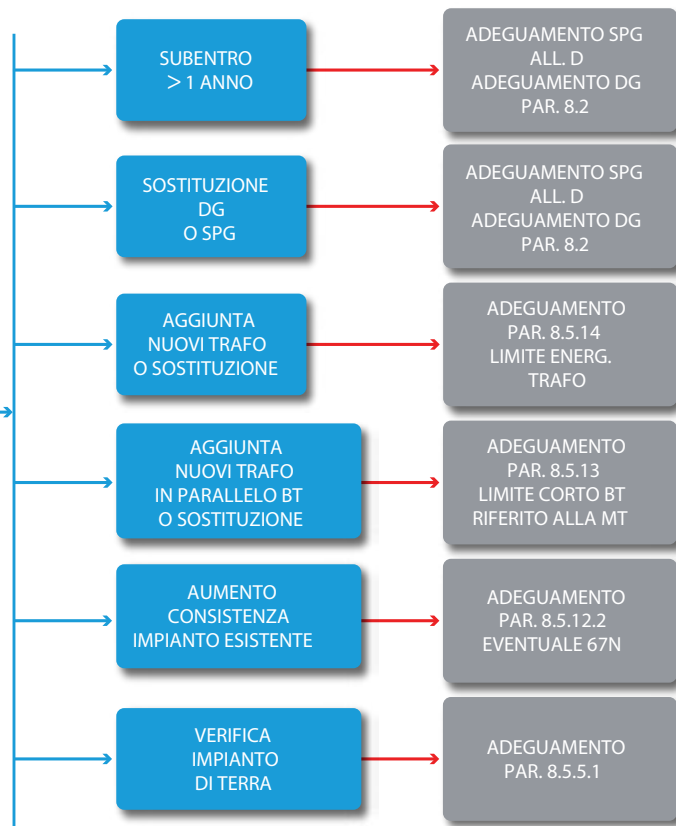 SUBENTRO
> 1 ANNO
ADEGUAMENTO SPG
ALL. D
ADEGUAMENTO DG
PAR. 8.2
SOSTITUZIONE
DG
O SPG
ADEGUAMENTO SPG
ALL. D
ADEGUAMENTO DG
PAR. 8.2
AGGIUNTA
NUOVI TRAFO
O SOSTITUZIONE
ADEGUAMENTO
PAR. 8.5.14
LIMITE ENERG.
TRAFO
AGGIUNTA
NUOVI TRAFO
IN PARALLELO BT
O SOSTITUZIONE
ADEGUAMENTO
PAR. 8.5.13
LIMITE CORTO BT
RIFERITO ALLA MT
AUMENTO
CONSISTENZA
IMPIANTO ESISTENTE
ADEGUAMENTO
PAR. 8.5.12.2
EVENTUALE 67N
VERIFICA
IMPIANTO
DI TERRA
ADEGUAMENTO
PAR. 8.5.5.1